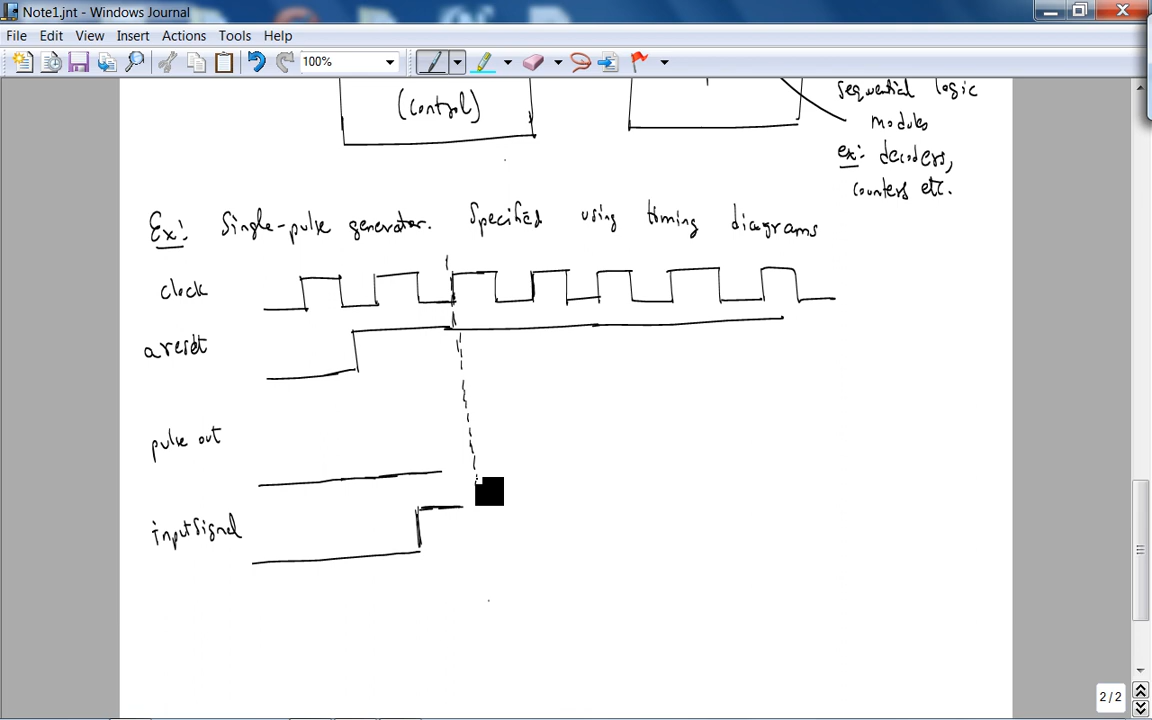 Note1.jnt - Windows Journal
File Edit View Insert Actions Tools Help
100%
(Control)
sequential logic
modules
ex: decoders,
counters etc.
Ex: Single-pulse generator. Specified using timing diagrams
clock
areset
pulse out
inputSignal
2 / 2